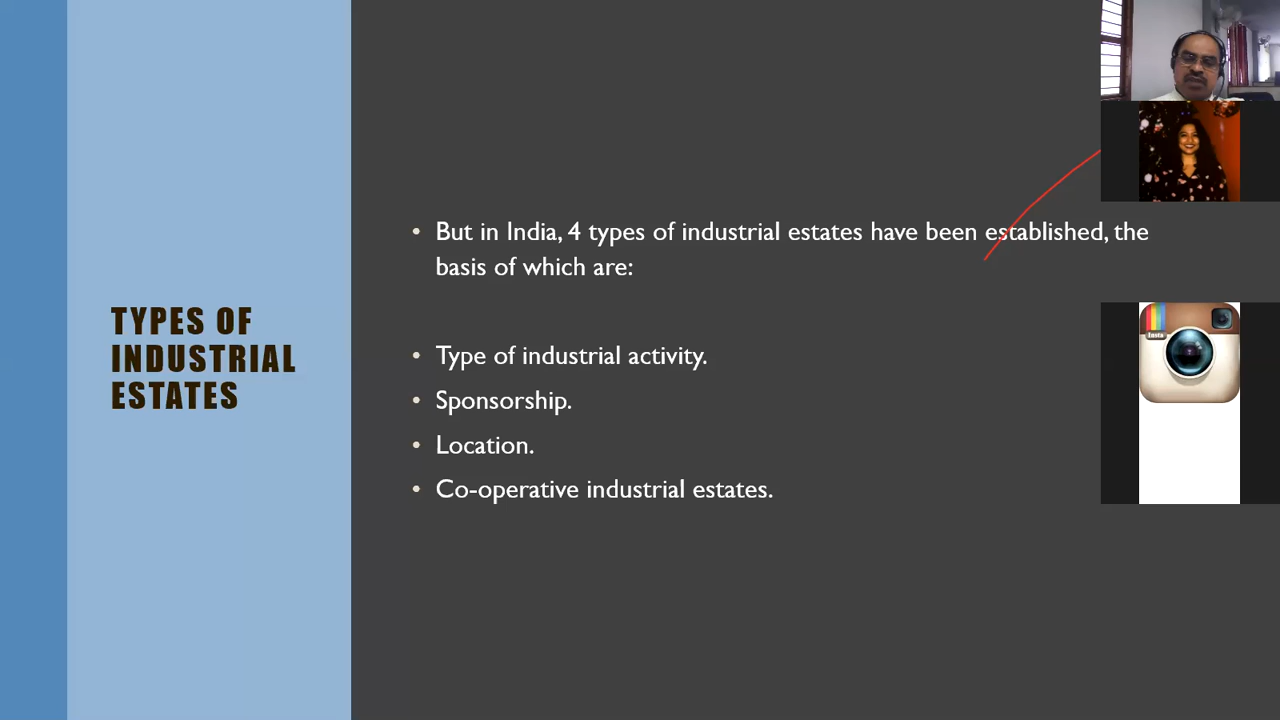 TYPES OF
INDUSTRIAL
ESTATES
• But in India, 4 types of industrial estates have been established, the
basis of which are:
• Type of industrial activity.
• Sponsorship.
• Location.
• Co-operative industrial estates.
Insta